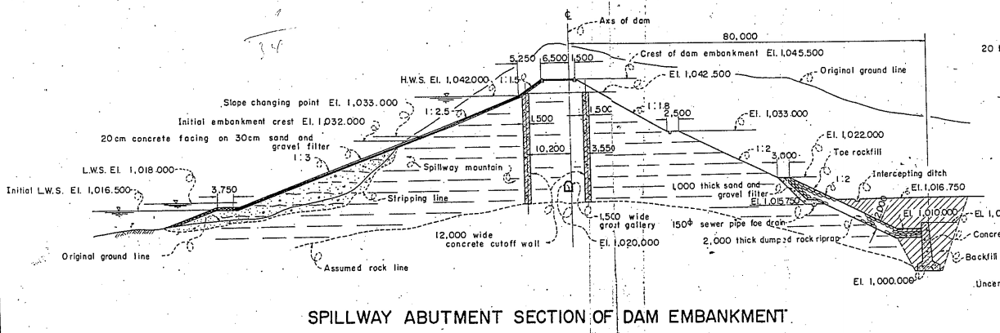 1
34
℄
Axs of dam
80,000
20
5,250 6,500 1,500
Crest of dam embankment El. 1,045.500
H.W.S. El. 1,042.000
1:1.5
El. 1,042.500
Original ground line
Slope changing point El. 1,033.000
1:2.5
1:1.8
Initial embankment crest El. 1,032.000
1,500
1,500
2,500
El. 1,033.000
20 cm concrete facing on 30cm sand and
gravel filter
1:3
10,200
3,550
1:2
El. 1,022.000
3,000
Toe rockfill
L.W.S. El. 1,018.000
Spillway mountain
1:2
Intercepting ditch
Initial L.W.S. El. 1,016.500
3,750
1,000 thick sand and
gravel filter
El. 1,016.750
Stripping line
El. 1,015.750
1,500 wide
grout gallery
150φ sewer pipe toe drain
2,000
El. 1,010.000
12,000 wide
concrete cutoff wall
El. 1,020.000
2,000 thick dumped rock riprap
Original ground line
Assumed rock line
Backfill
El. 1,000.000
SPILLWAY ABUTMENT SECTION OF DAM EMBANKMENT